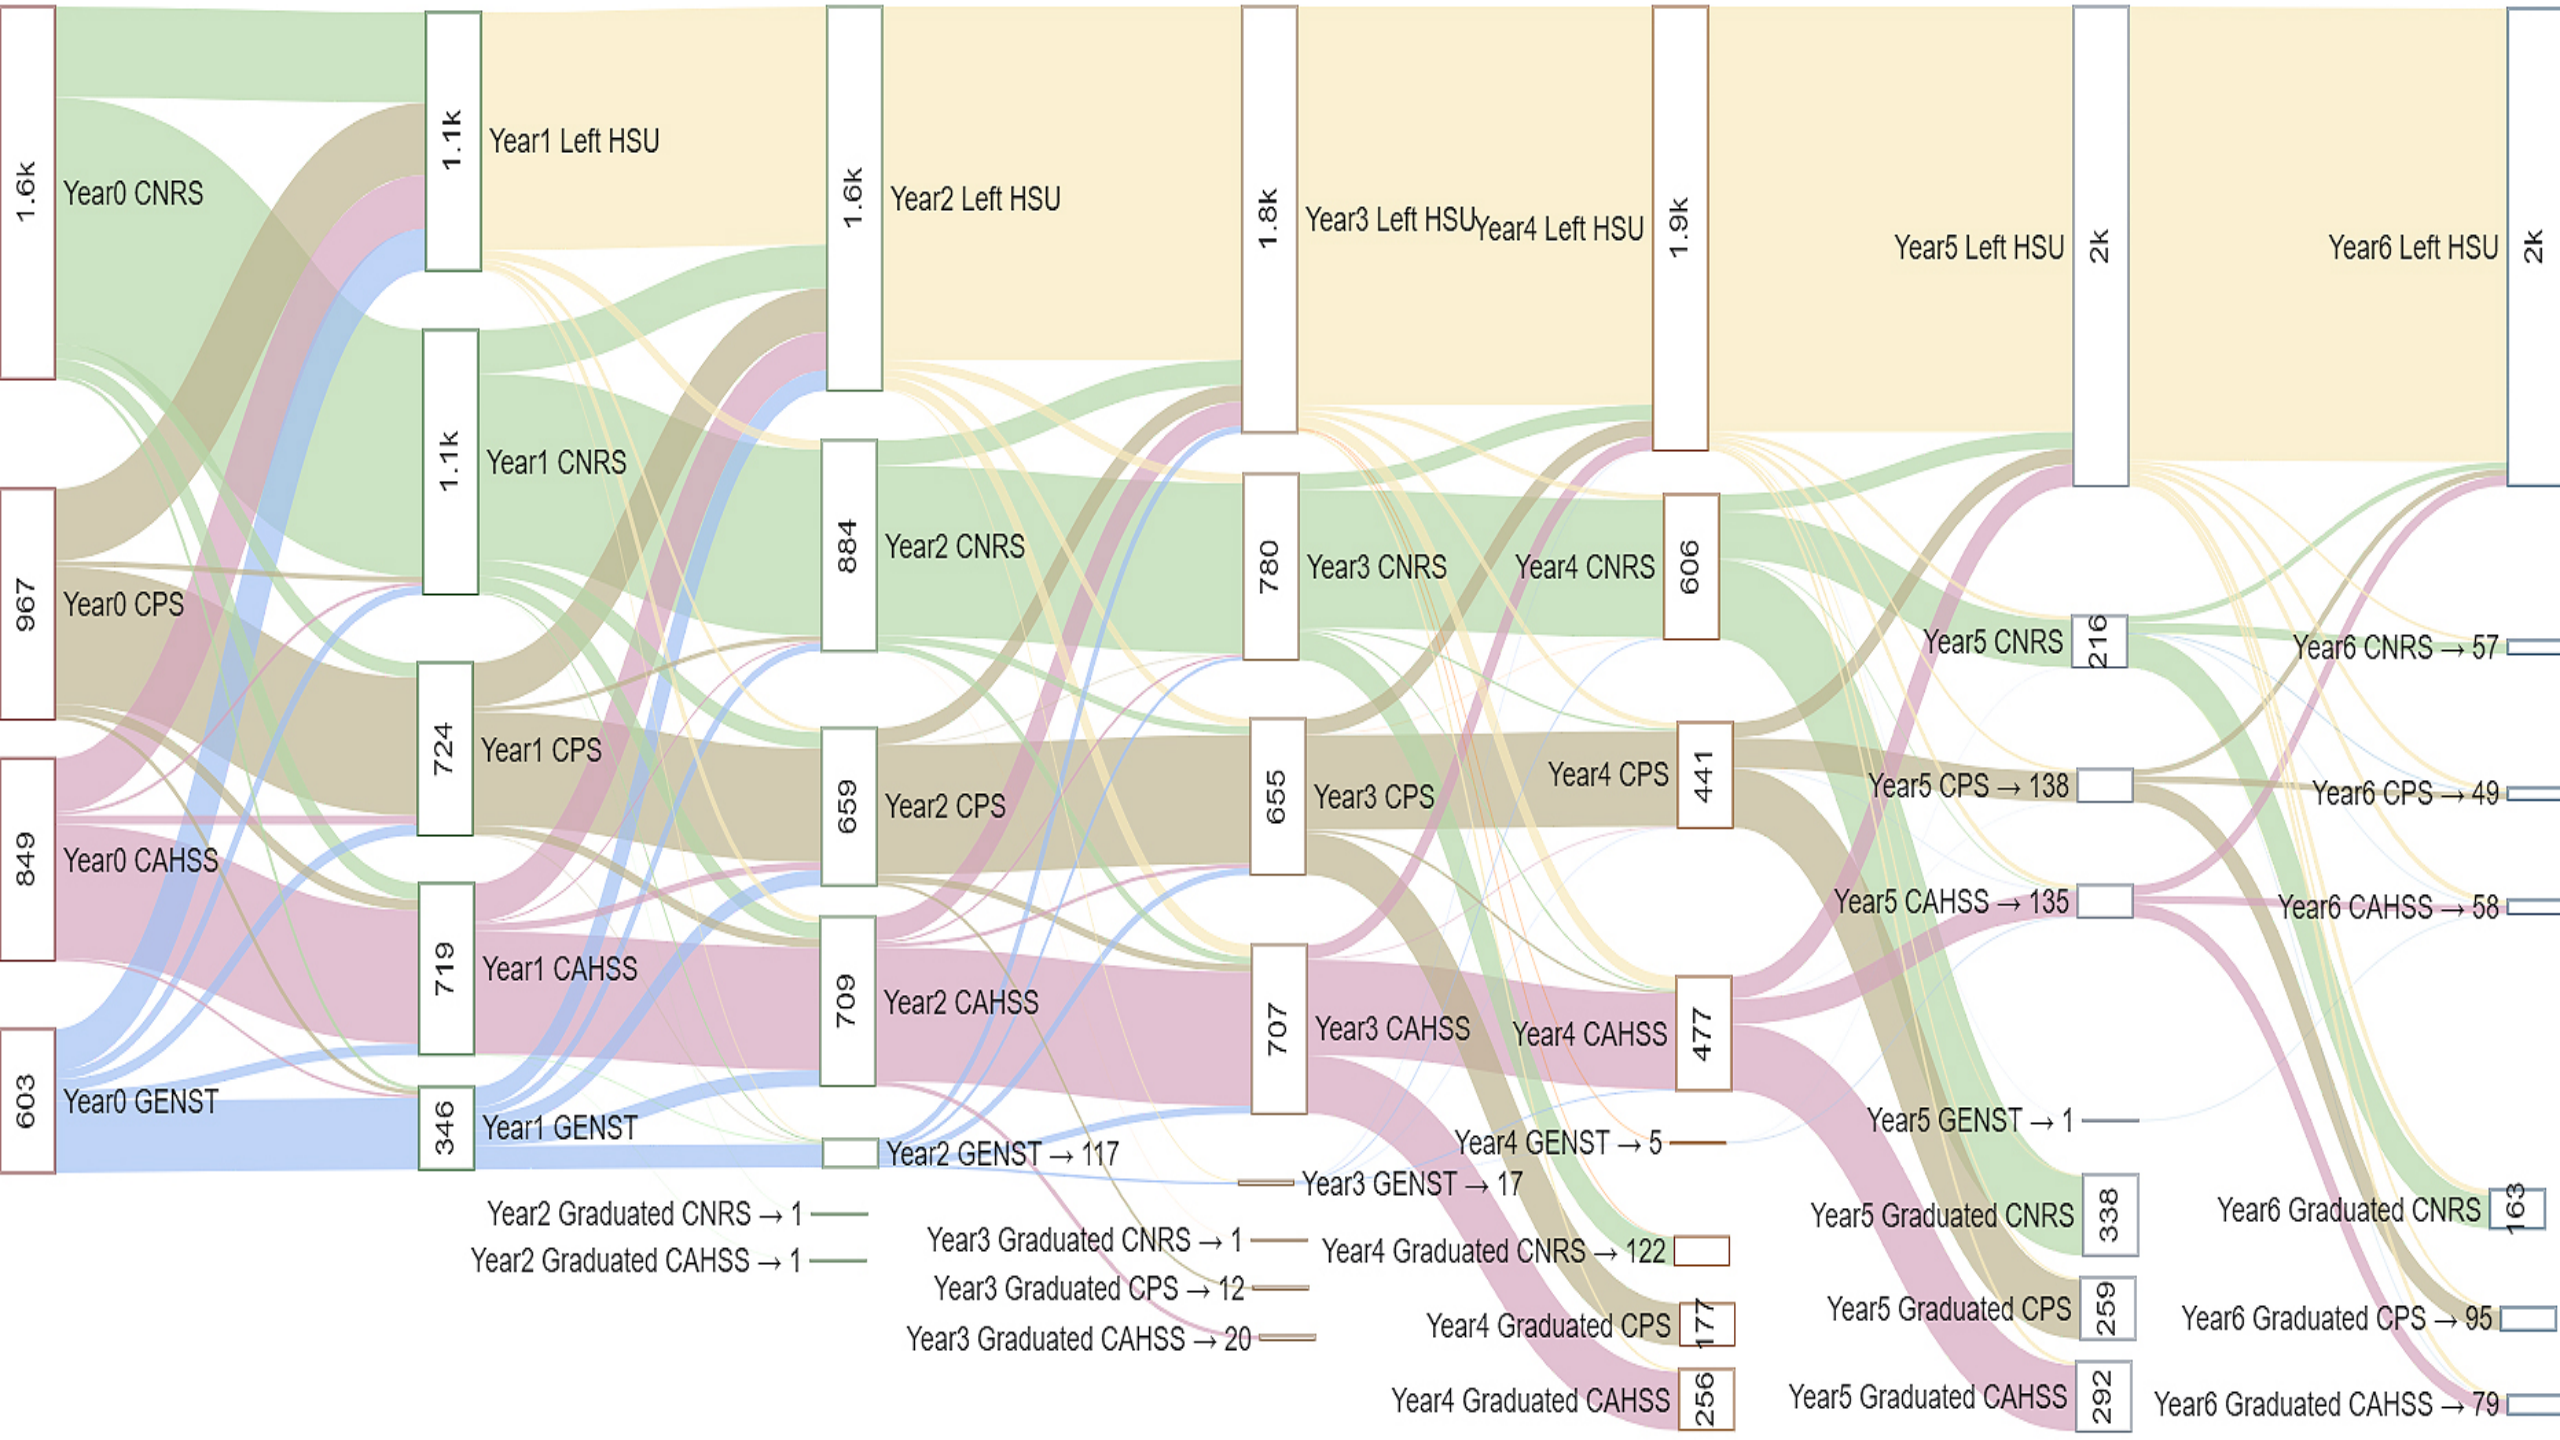 1.6k
Year0 CNRS
967
Year0 CPS
849
Year0 CAHSS
603
Year0 GENST
1.1k
Year1 Left HSU
1.1k
Year1 CNRS
724
Year1 CPS
719
Year1 CAHSS
346
Year1 GENST
1.6k
Year2 Left HSU
884
Year2 CNRS
659
Year2 CPS
709
Year2 CAHSS
Year2 GENST → 117
Year2 Graduated CNRS → 1
Year2 Graduated CAHSS → 1
1.8k
Year3 Left HSU
780
Year3 CNRS
655
Year3 CPS
707
Year3 CAHSS
Year3 GENST → 17
Year3 Graduated CNRS → 1
Year3 Graduated CPS → 12
Year3 Graduated CAHSS → 20
Year4 Left HSU
1.9k
Year4 CNRS
606
Year4 CPS
441
Year4 CAHSS
477
Year4 GENST → 5
Year4 Graduated CNRS → 122
Year4 Graduated CPS
177
Year4 Graduated CAHSS
256
Year5 Left HSU
2k
Year5 CNRS
216
Year5 CPS → 138
Year5 CAHSS → 135
Year5 GENST → 1
Year5 Graduated CNRS
338
Year5 Graduated CPS
259
Year5 Graduated CAHSS
292
Year6 Left HSU
2k
Year6 CNRS → 57
Year6 CPS → 49
Year6 CAHSS → 58
Year6 Graduated CNRS
163
Year6 Graduated CPS → 95
Year6 Graduated CAHSS → 79